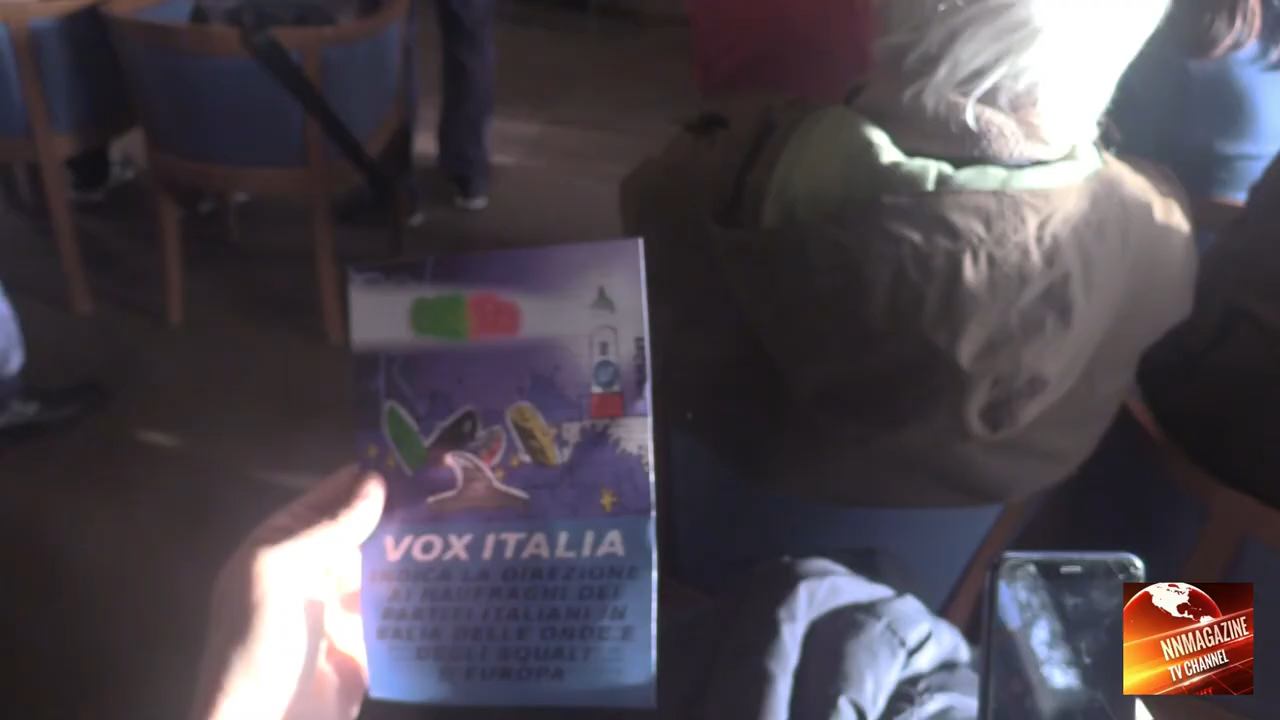 VOX ITALIA
INDICA LA DIREZIONE
AI NAUFRAGHI DEI
PARTITI ITALIANI IN
BALIA DELLE ONDE E
DEGLI SQUALI
D'EUROPA
NNMAGAZINE
TV CHANNEL